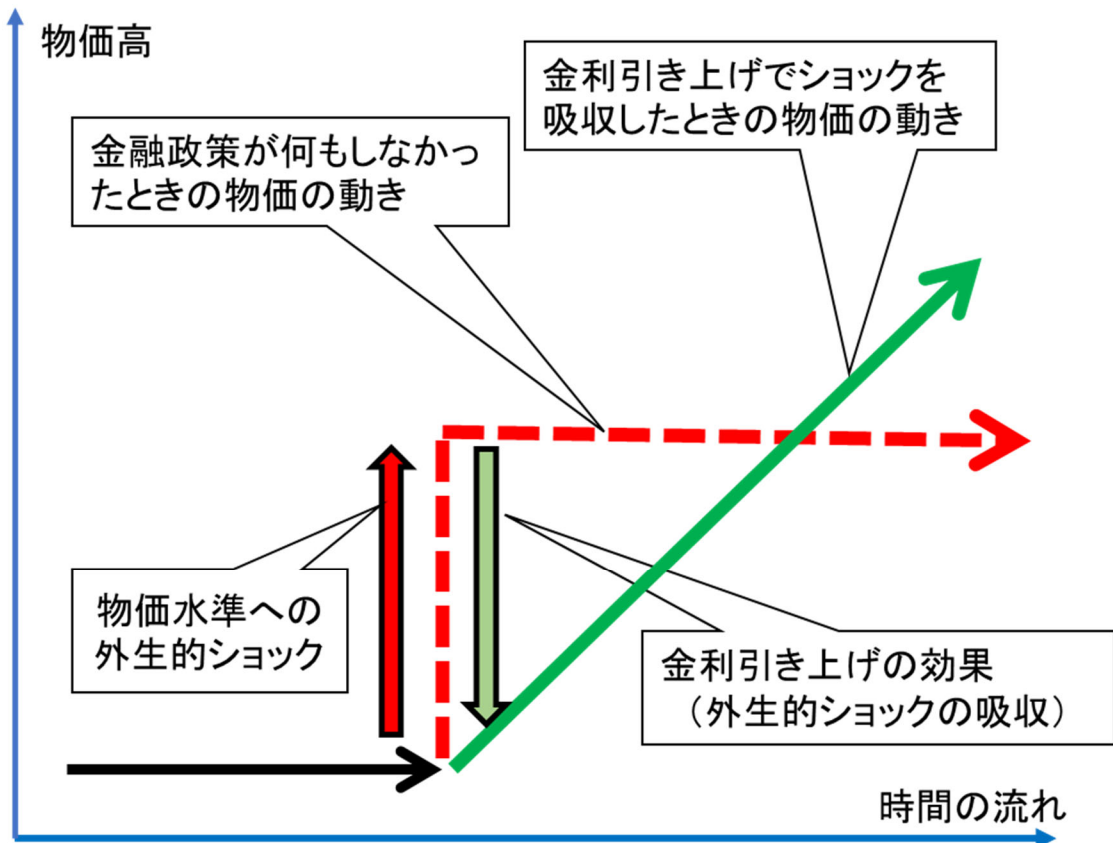 物価高
金利引き上げでショックを
吸収したときの物価の動き
金融政策が何もしなかっ
たときの物価の動き
物価水準への
外生的ショック
金利引き上げの効果
（外生的ショックの吸収）
時間の流れ